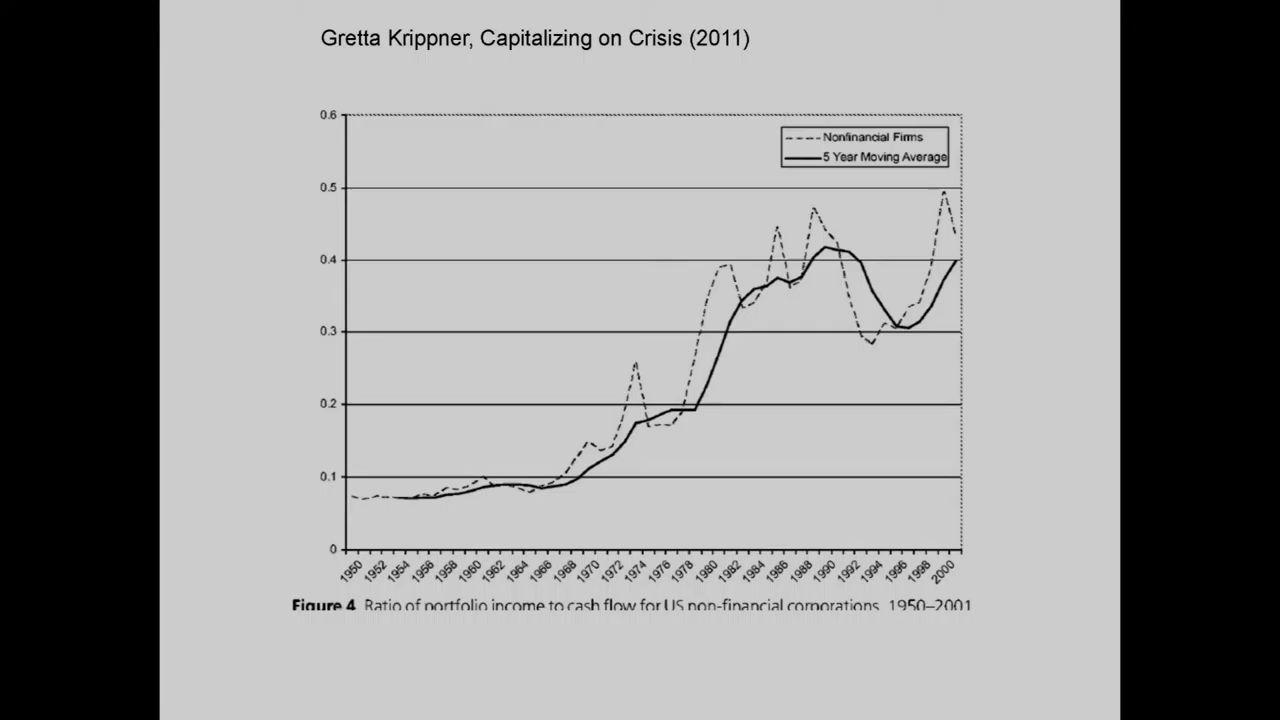 Gretta Krippner, Capitalizing on Crisis (2011)
0.6
Nonfinancial Firms
5 Year Moving Average
0.5
0.4
0.3
0.2
0.1
0
1950 1952 1954 1956 1958 1960 1962 1964 1966 1968 1970 1972 1974 1976 1978 1980 1982 1984 1986 1988 1990 1992 1994 1996 1998 2000
Figure 4 Ratio of portfolio income to cash flow for US non-financial corporations, 1950–2001